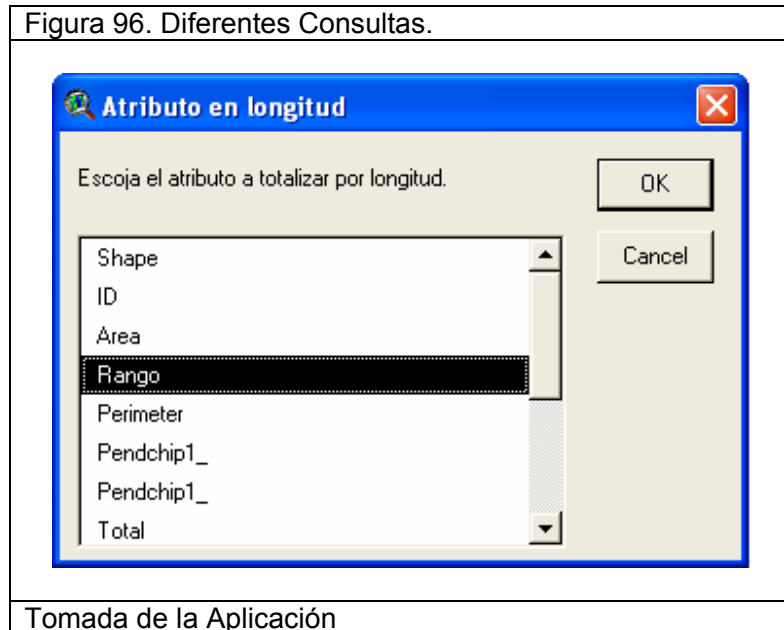 Figura 96. Diferentes Consultas.
Atributo en longitud
Escoja el atributo a totalizar por longitud.
OK
Cancel
Shape
ID
Area
Rango
Perimeter
Pendchip1_
Pendchip1_
Total
Tomada de la Aplicación